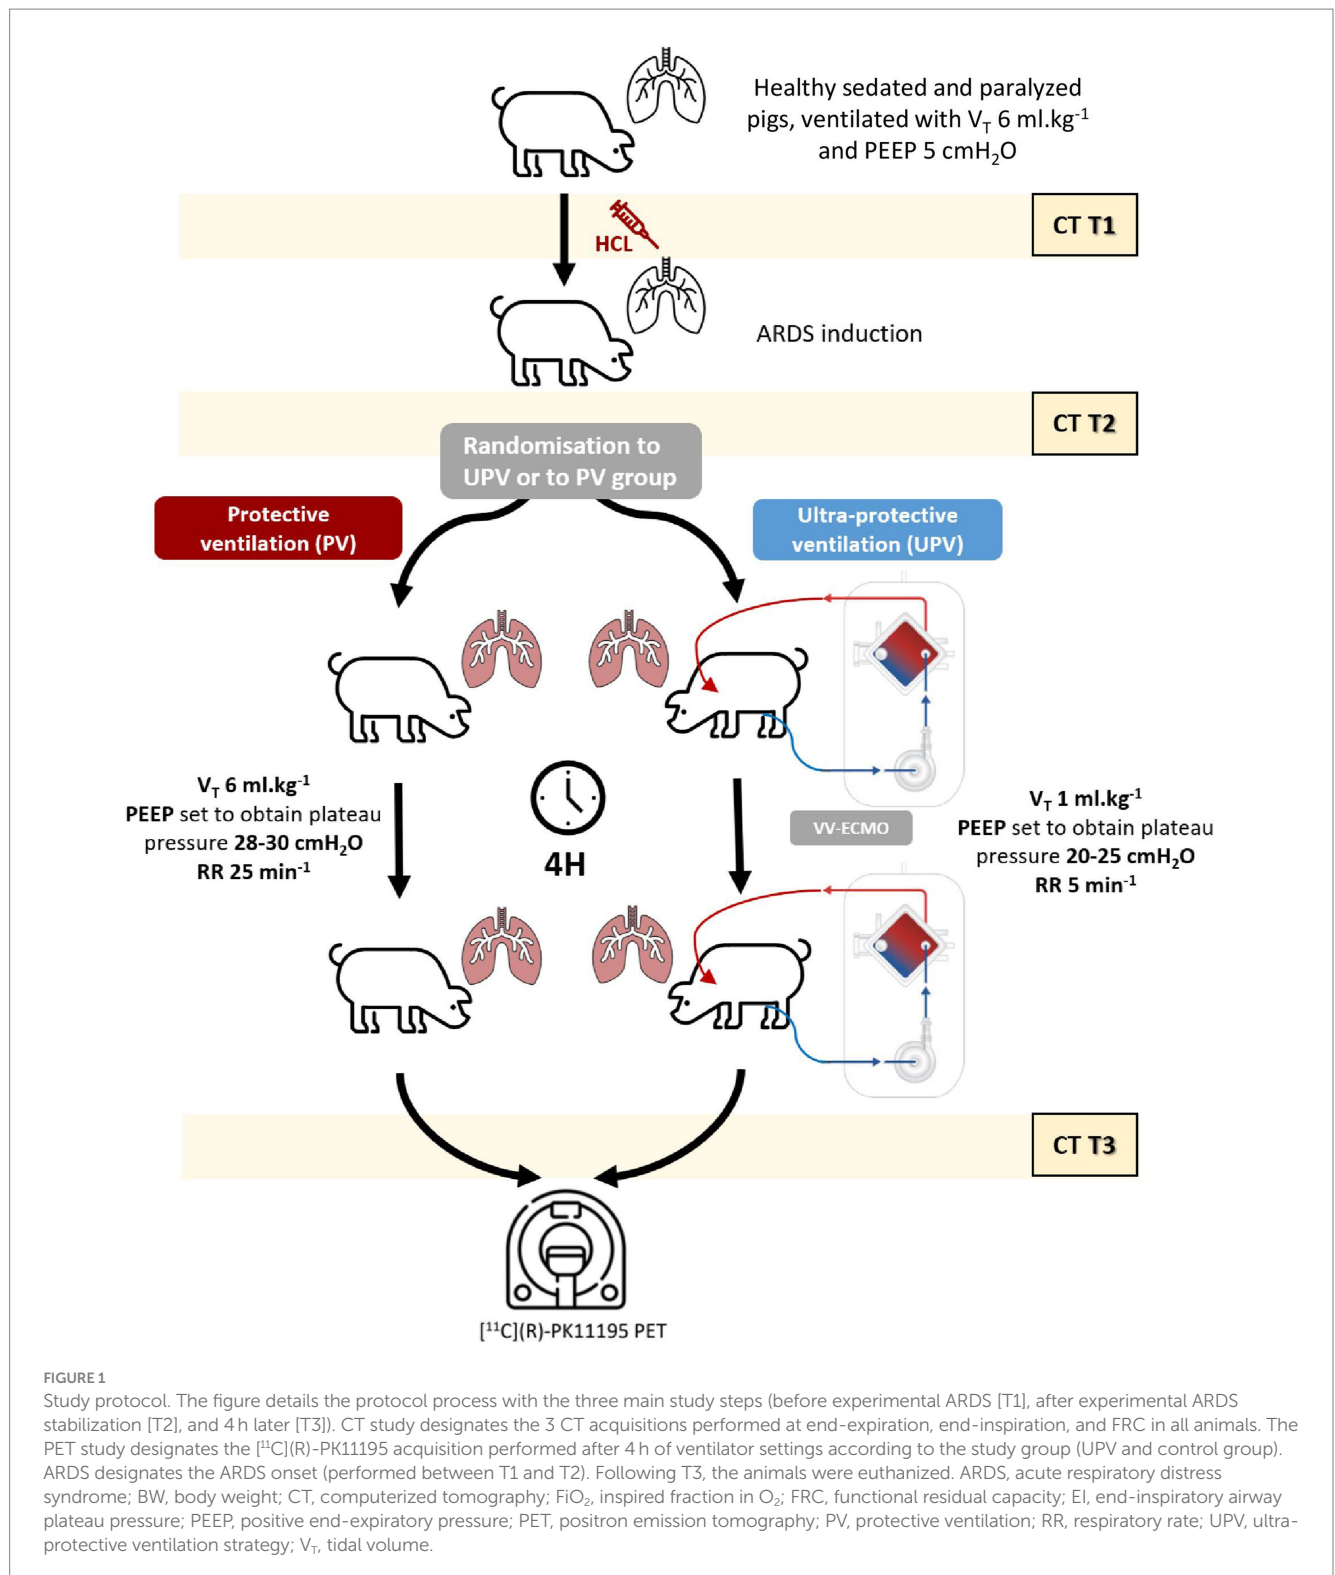 Healthy sedated and paralyzed
pigs, ventilated with V_T 6 ml.kg⁻¹
and PEEP 5 cmH₂O
CT T1
HCL
ARDS induction
CT T2
Randomisation to
UPV or to PV group
Protective
ventilation (PV)
Ultra-protective
ventilation (UPV)
V_T 6 ml.kg⁻¹
PEEP set to obtain plateau
pressure 28-30 cmH₂O
RR 25 min⁻¹
4H
VV-ECMO
V_T 1 ml.kg⁻¹
PEEP set to obtain plateau
pressure 20-25 cmH₂O
RR 5 min⁻¹
CT T3
[¹¹C](R)-PK11195 PET
FIGURE 1
Study protocol. The figure details the protocol process with the three main study steps (before experimental ARDS [T1], after experimental ARDS
stabilization [T2], and 4 h later [T3]). CT study designates the 3 CT acquisitions performed at end-expiration, end-inspiration, and FRC in all animals. The
PET study designates the [¹¹C](R)-PK11195 acquisition performed after 4 h of ventilator settings according to the study group (UPV and control group).
ARDS designates the ARDS onset (performed between T1 and T2). Following T3, the animals were euthanized. ARDS, acute respiratory distress
syndrome; BW, body weight; CT, computerized tomography; FiO₂, inspired fraction in O₂; FRC, functional residual capacity; EI, end-inspiratory airway
plateau pressure; PEEP, positive end-expiratory pressure; PET, positron emission tomography; PV, protective ventilation; RR, respiratory rate; UPV, ultra-
protective ventilation strategy; V_T, tidal volume.